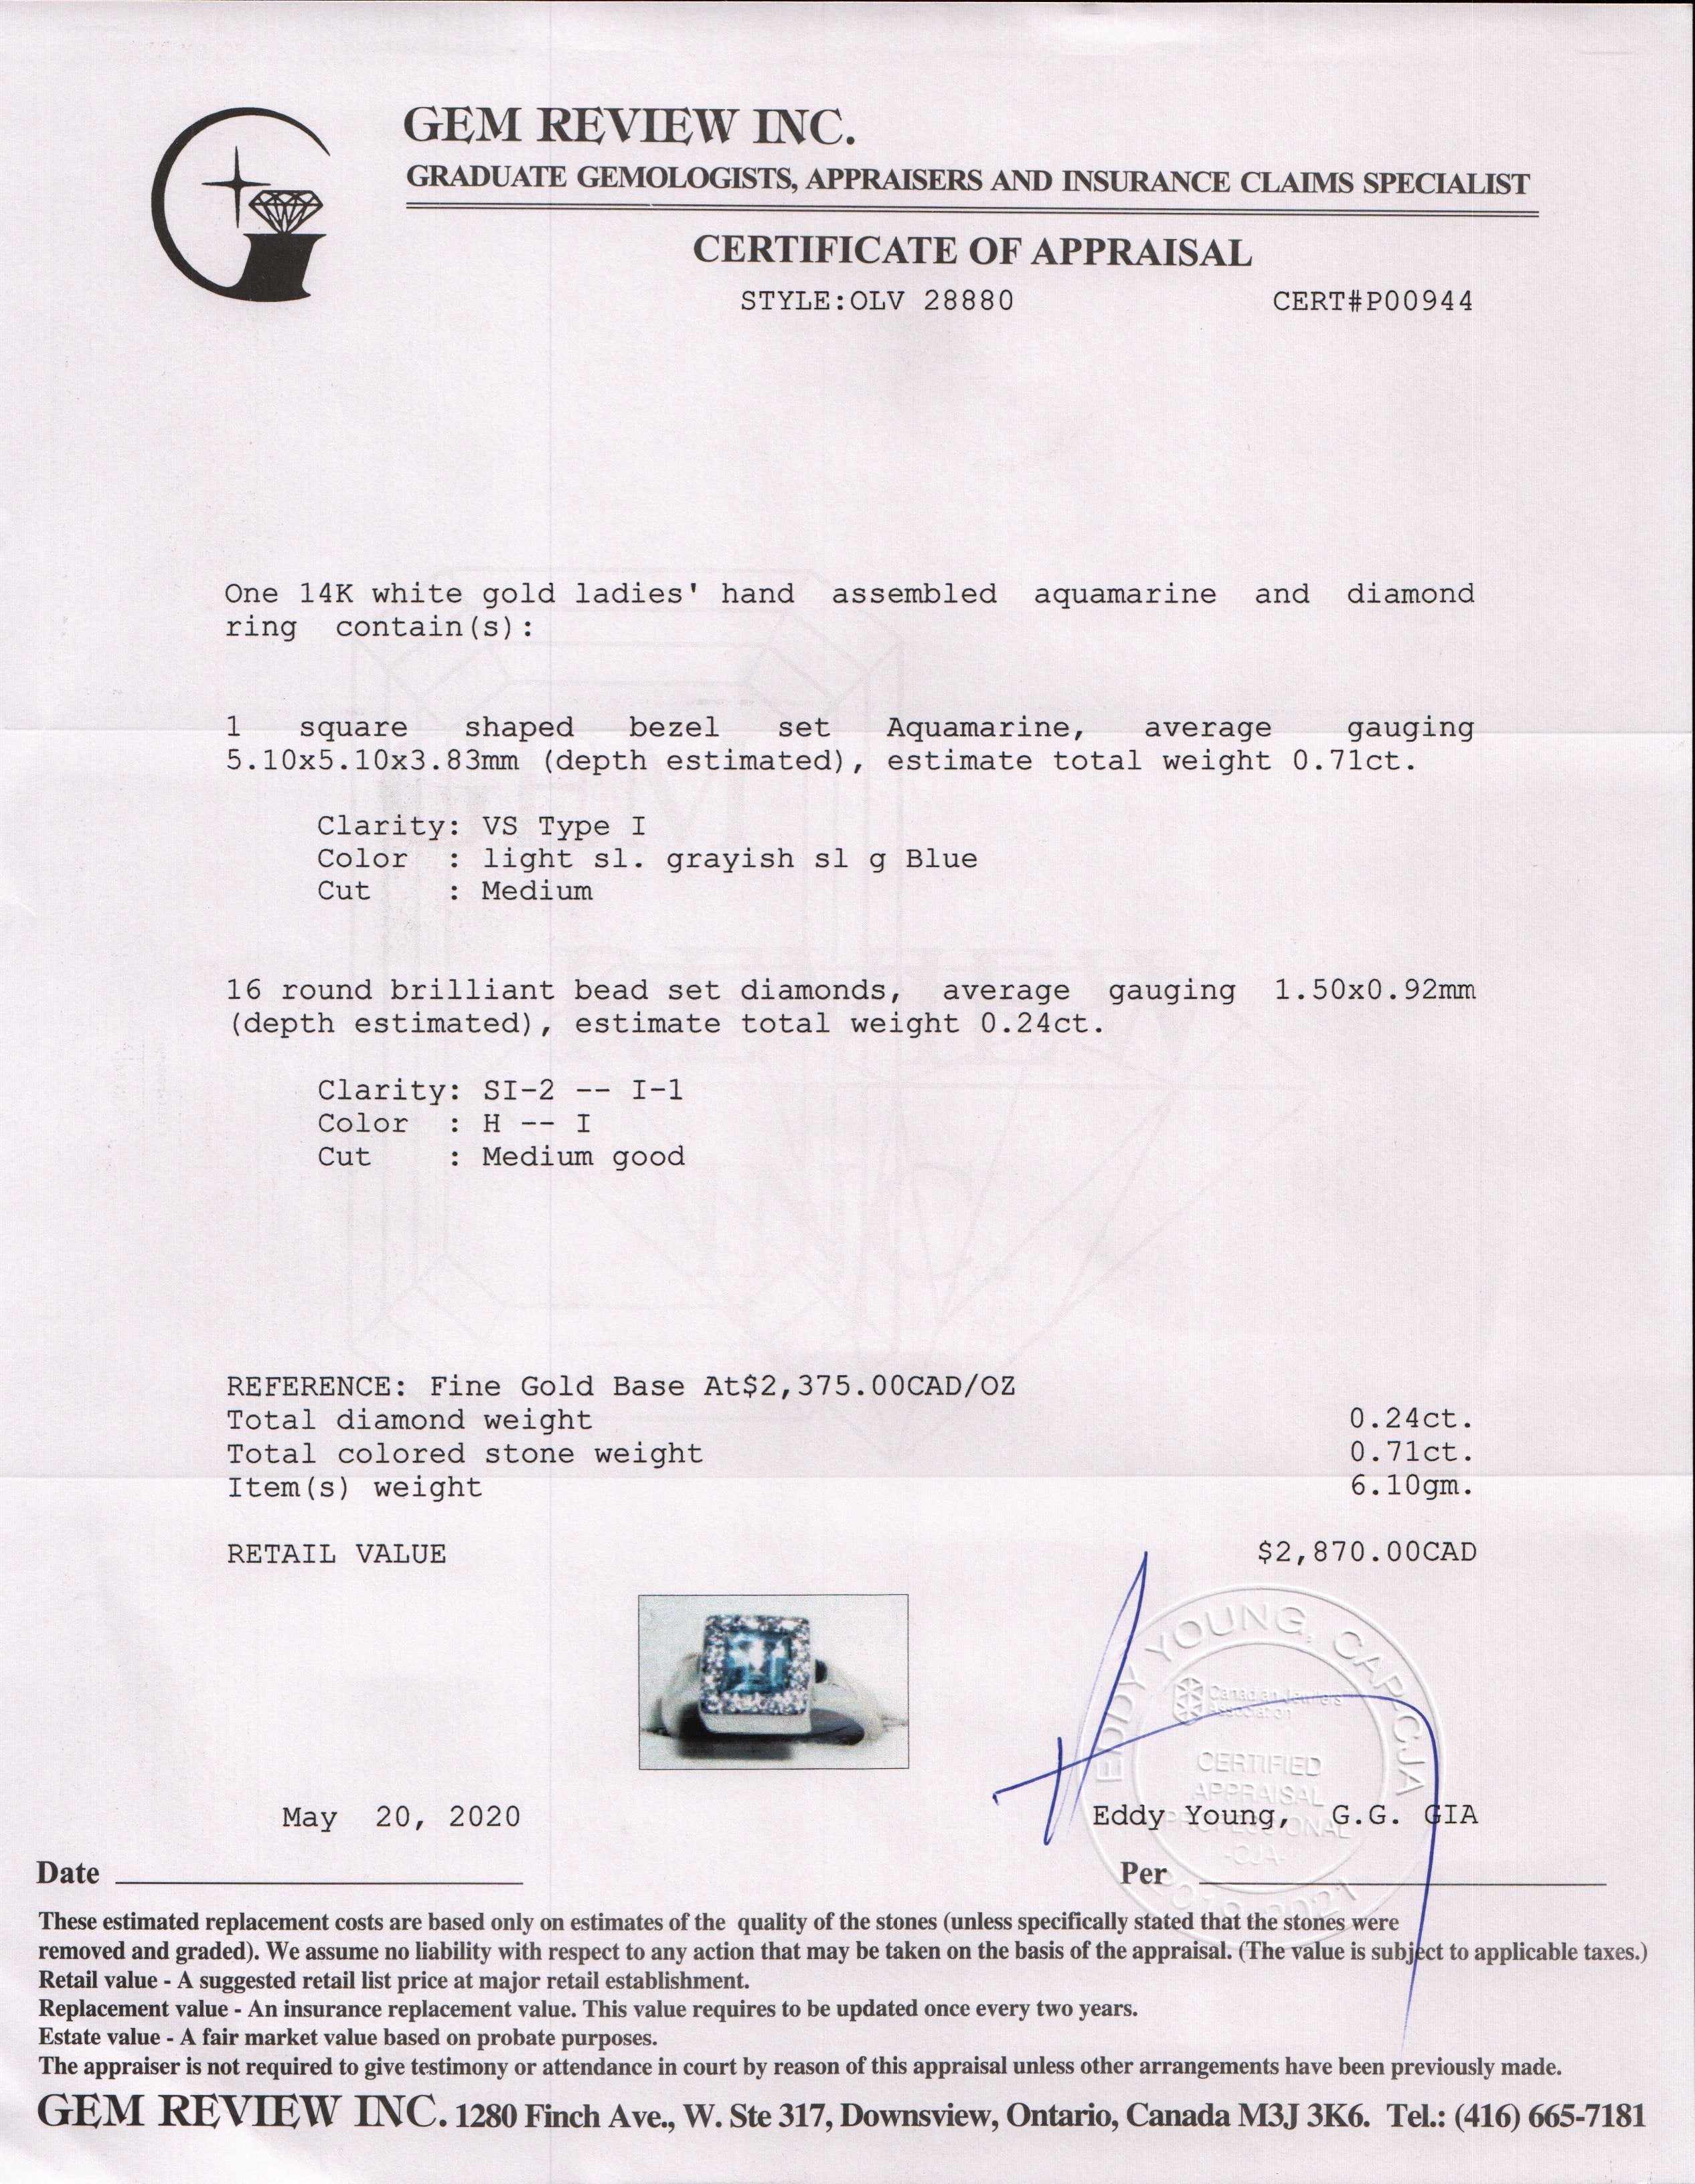 GEM REVIEW INC.
GRADUATE GEMOLOGISTS, APPRAISERS AND INSURANCE CLAIMS SPECIALIST
CERTIFICATE OF APPRAISAL
STYLE:OLV 28880 CERT#P00944
One 14K white gold ladies' hand assembled aquamarine and diamond
ring contain(s):
1 square shaped bezel set Aquamarine, average gauging
5.10x5.10x3.83mm (depth estimated), estimate total weight 0.71ct.
Clarity: VS Type I
Color : light sl. grayish sl g Blue
Cut : Medium
16 round brilliant bead set diamonds, average gauging 1.50x0.92mm
(depth estimated), estimate total weight 0.24ct.
Clarity: SI-2 -- I-1
Color : H -- I
Cut : Medium good
REFERENCE: Fine Gold Base At$2,375.00CAD/OZ
Total diamond weight 0.24ct.
Total colored stone weight 0.71ct.
Item(s) weight 6.10gm.
RETAIL VALUE $2,870.00CAD
EDDY YOUNG, CAP, CJA
Canadian Jewellers
Association
CERTIFIED
APPRAISAL
PROFESSIONAL
-CJA-
May 20, 2020 Eddy Young, G.G. GIA
Date Per
These estimated replacement costs are based only on estimates of the quality of the stones (unless specifically stated that the stones were
removed and graded). We assume no liability with respect to any action that may be taken on the basis of the appraisal. (The value is subject to applicable taxes.)
Retail value - A suggested retail list price at major retail establishment.
Replacement value - An insurance replacement value. This value requires to be updated once every two years.
Estate value - A fair market value based on probate purposes.
The appraiser is not required to give testimony or attendance in court by reason of this appraisal unless other arrangements have been previously made.
GEM REVIEW INC. 1280 Finch Ave., W. Ste 317, Downsview, Ontario, Canada M3J 3K6. Tel.: (416) 665-7181